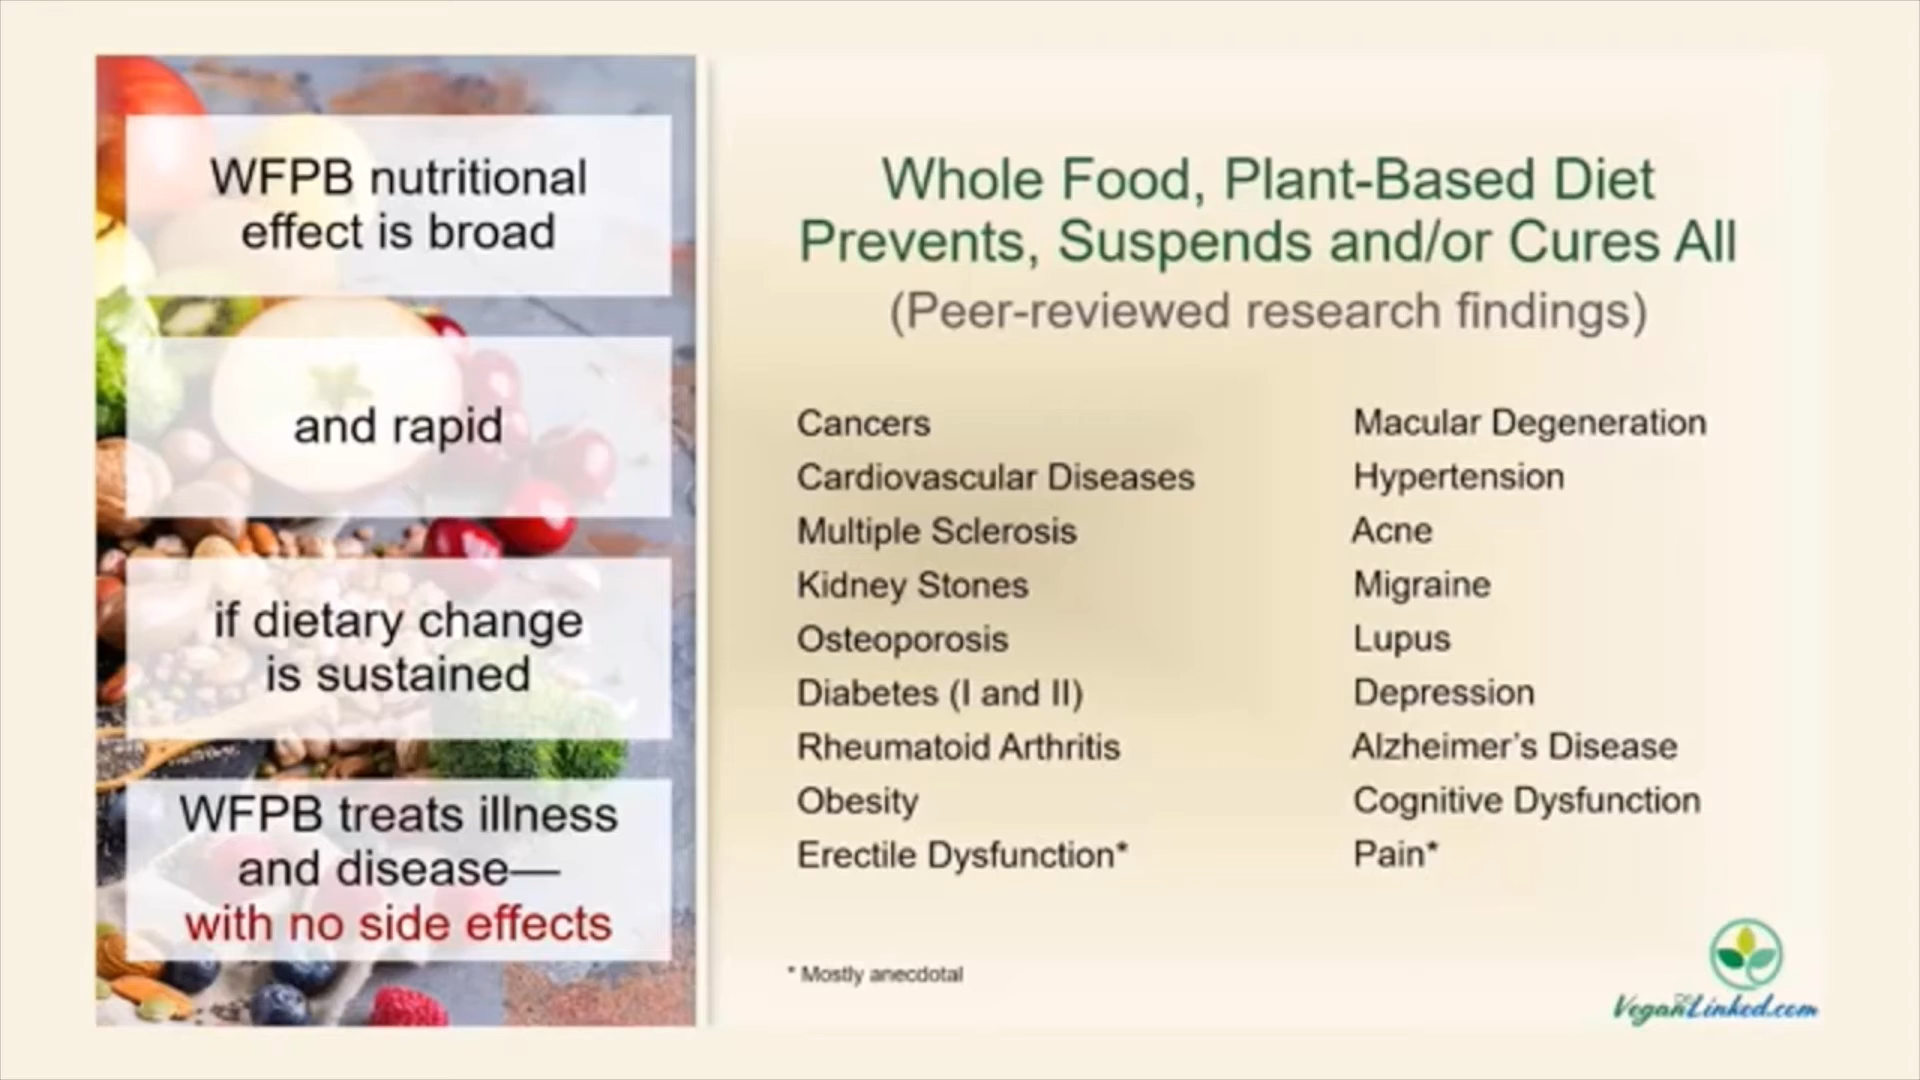 WFPB nutritional
effect is broad
and rapid
if dietary change
is sustained
WFPB treats illness
and disease—
with no side effects
Whole Food, Plant-Based Diet
Prevents, Suspends and/or Cures All
(Peer-reviewed research findings)
Cancers
Cardiovascular Diseases
Multiple Sclerosis
Kidney Stones
Osteoporosis
Diabetes (I and II)
Rheumatoid Arthritis
Obesity
Erectile Dysfunction*
Macular Degeneration
Hypertension
Acne
Migraine
Lupus
Depression
Alzheimer's Disease
Cognitive Dysfunction
Pain*
* Mostly anecdotal
VeganLinked.com